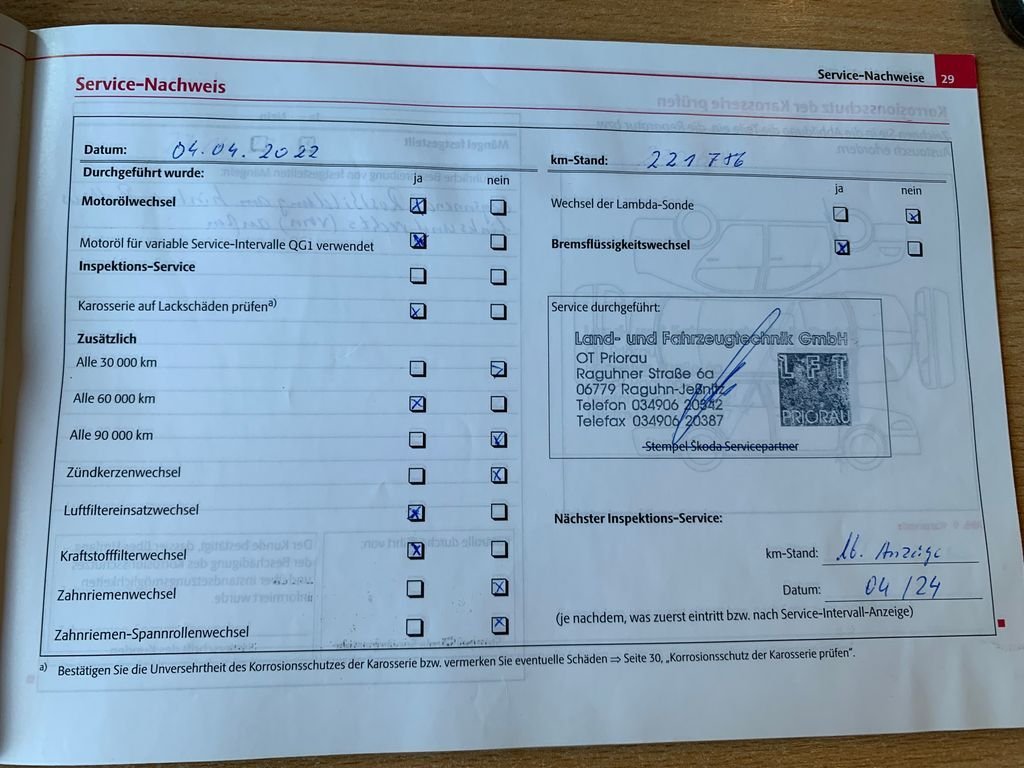 Service-Nachweise 29
Service-Nachweis
Datum: 04.04.2022
km-Stand: 221 786
Durchgeführt wurde: ja nein
ja nein
Motorölwechsel
Wechsel der Lambda-Sonde
Motoröl für variable Service-Intervalle QG1 verwendet
Bremsflüssigkeitswechsel
Inspektions-Service
Karosserie auf Lackschäden prüfen a)
Zusätzlich
Alle 30 000 km
Alle 60 000 km
Alle 90 000 km
Zündkerzenwechsel
Luftfiltereinsatzwechsel
Kraftstofffilterwechsel
Zahnriemenwechsel
Zahnriemen-Spannrollenwechsel
Service durchgeführt:
Land- und Fahrzeugtechnik GmbH
OT Priorau
Raguhner Straße 6a
06779 Raguhn-Jeßnitz
Telefon 034906 20342
Telefax 034906 20387
LFT
PRIORAU
Stempel Škoda Servicepartner
Nächster Inspektions-Service:
km-Stand: lt. Anzeige
Datum: 04/24
(je nachdem, was zuerst eintritt bzw. nach Service-Intervall-Anzeige)
a) Bestätigen Sie die Unversehrtheit des Korrosionsschutzes der Karosserie bzw. vermerken Sie eventuelle Schäden ⇒ Seite 30, „Korrosionsschutz der Karosserie prüfen“.